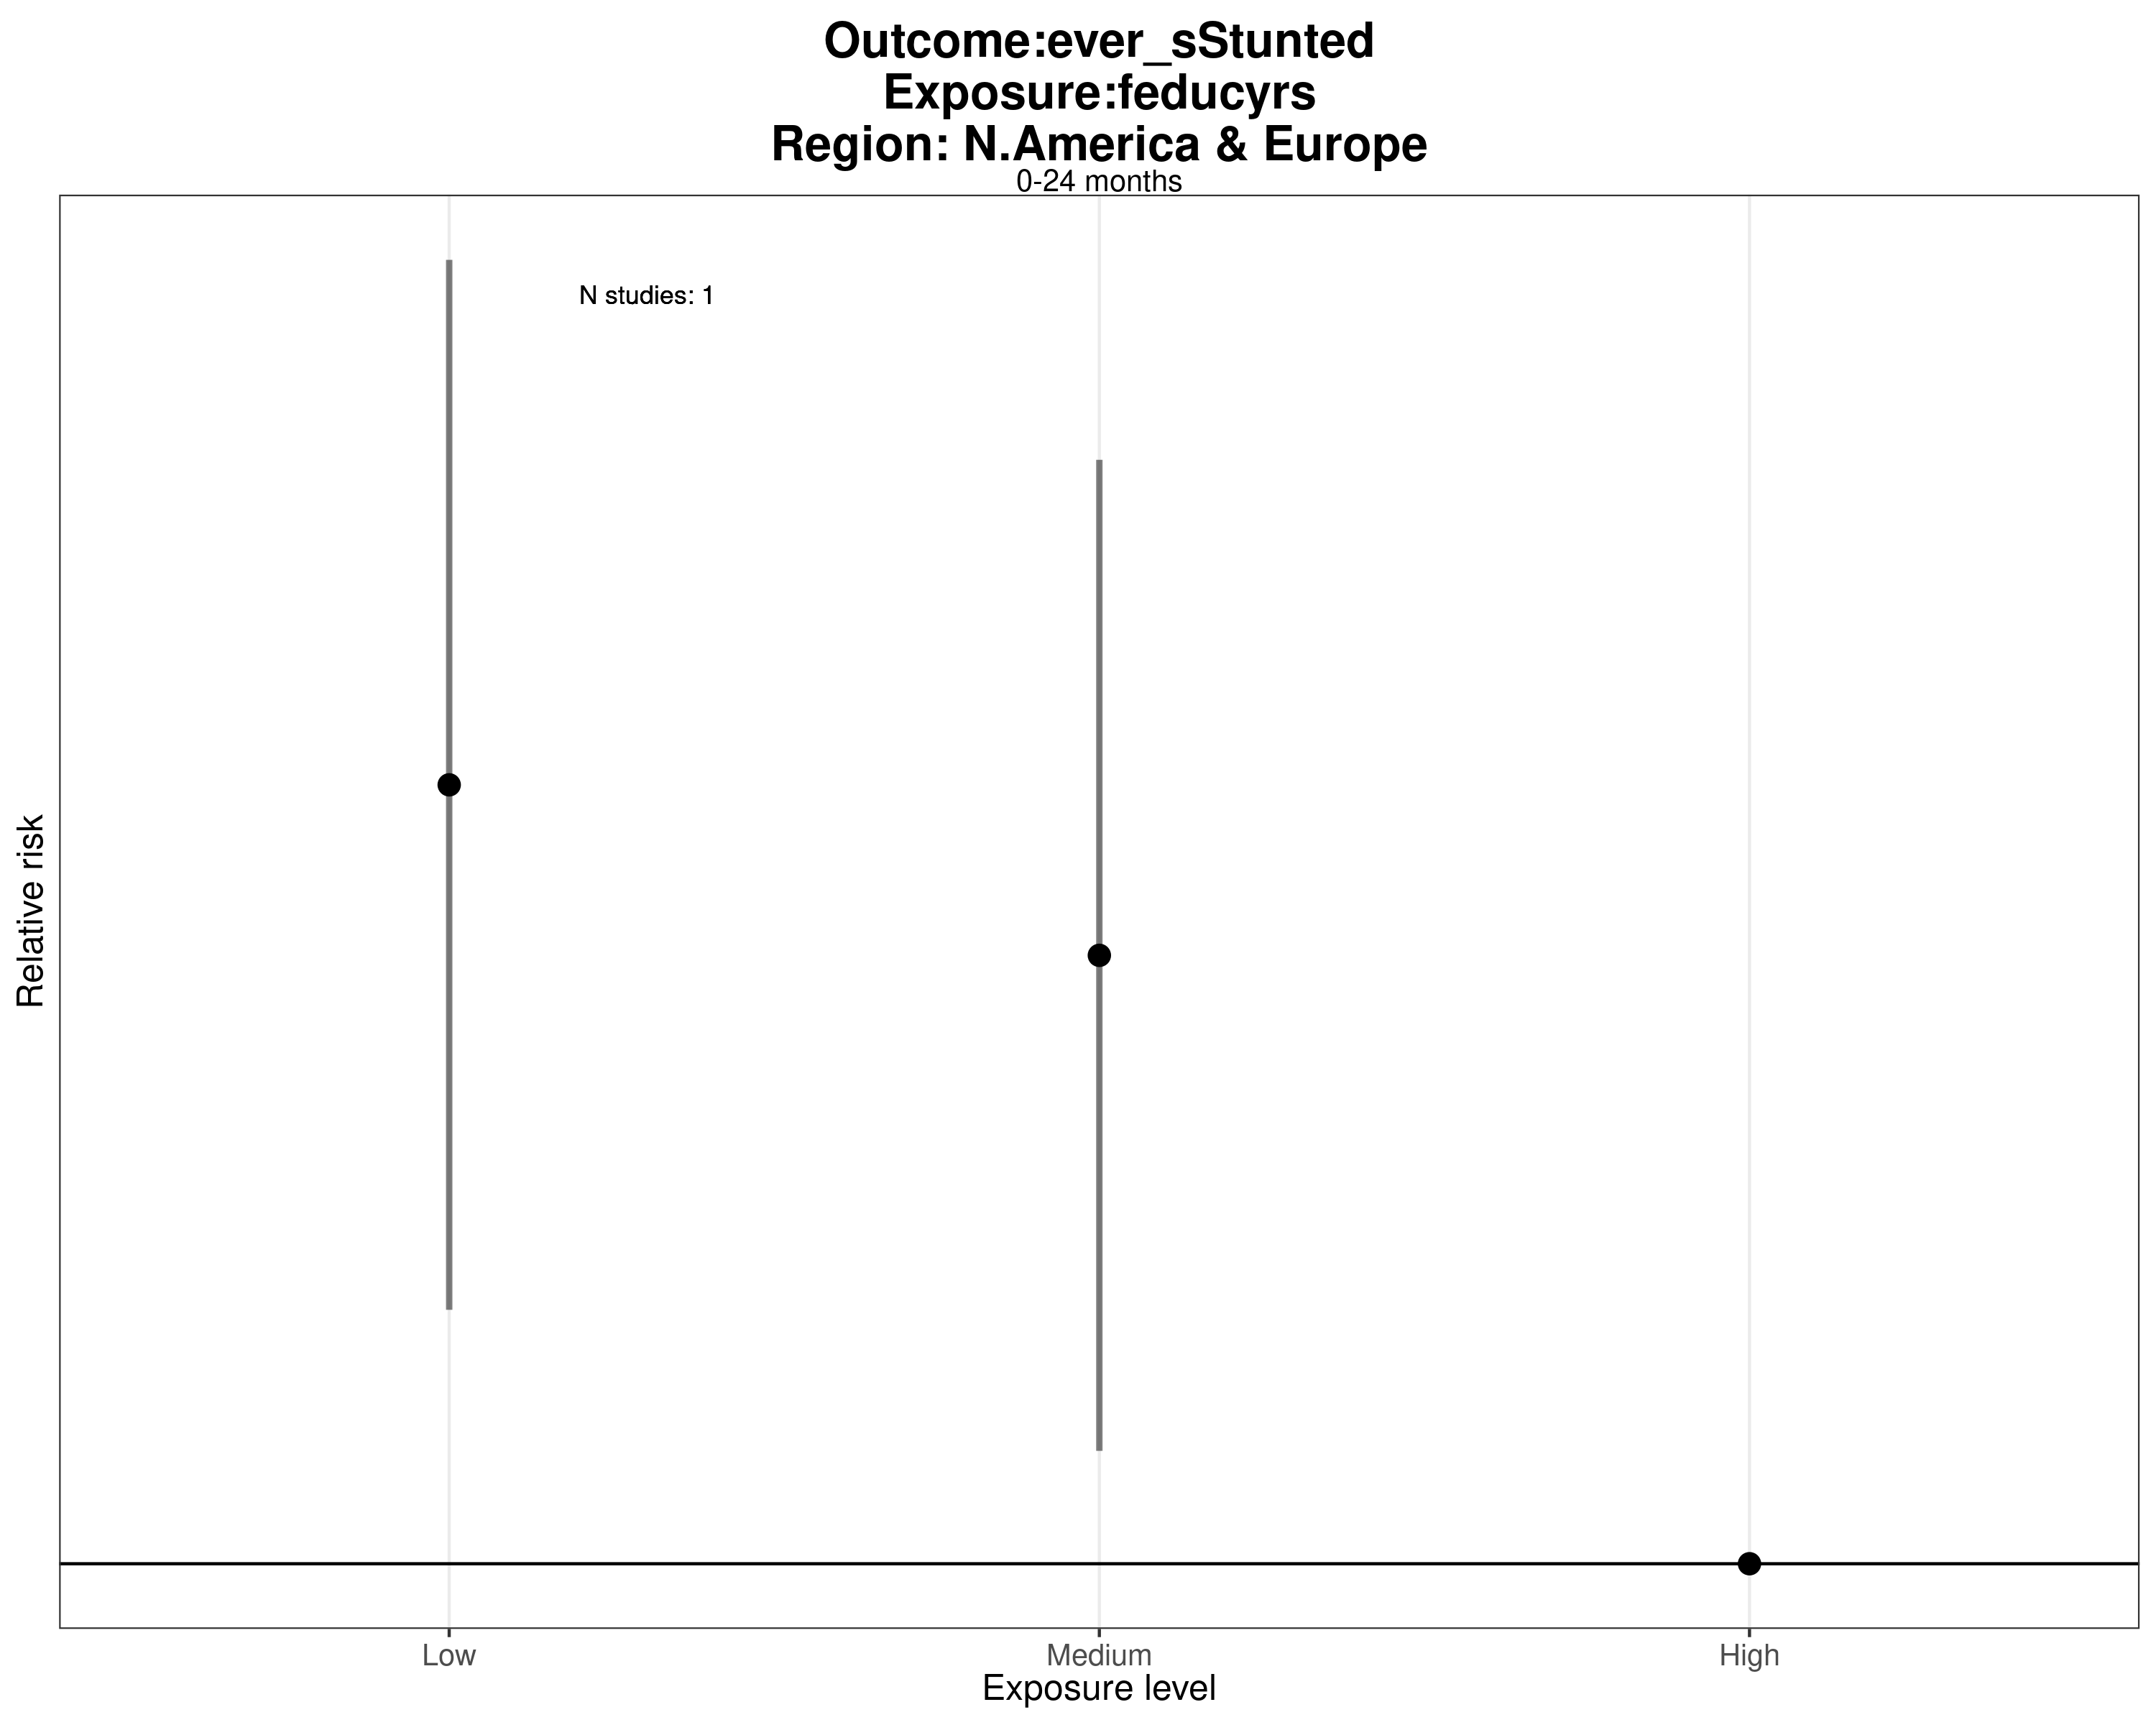 Outcome:ever_sStunted
Exposure:feducyrs
Region: N.America & Europe
0-24 months
N studies: 1
Relative risk
Low
Medium
High
Exposure level